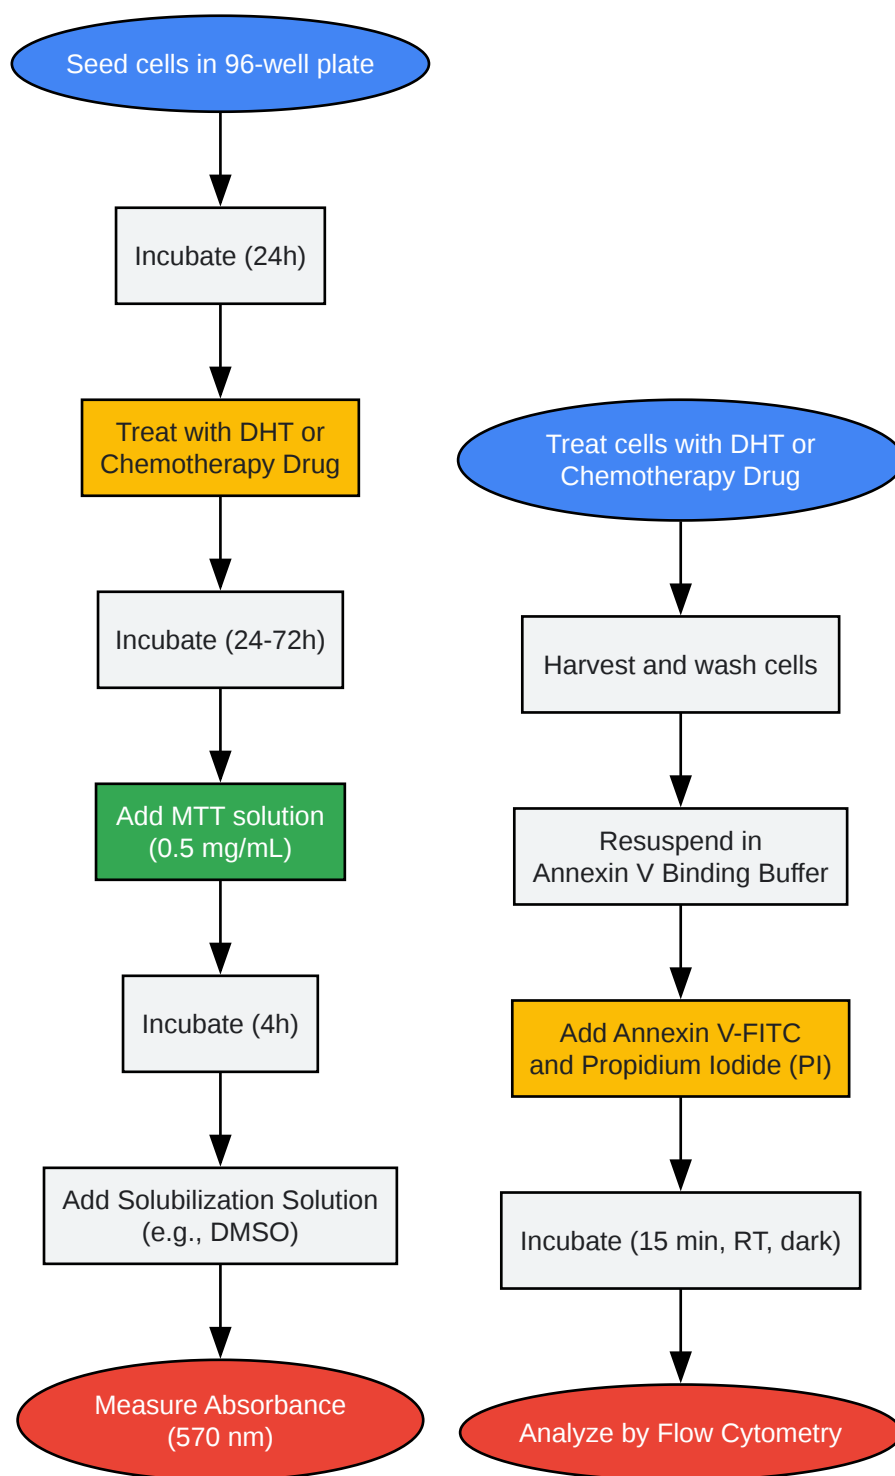 Seed cells in 96-well plate
Incubate (24h)
Treat with DHT or
Chemotherapy Drug
Incubate (24-72h)
Add MTT solution
(0.5 mg/mL)
Incubate (4h)
Add Solubilization Solution
(e.g., DMSO)
Measure Absorbance
(570 nm)
Treat cells with DHT or
Chemotherapy Drug
Harvest and wash cells
Resuspend in
Annexin V Binding Buffer
Add Annexin V-FITC
and Propidium Iodide (PI)
Incubate (15 min, RT, dark)
Analyze by Flow Cytometry